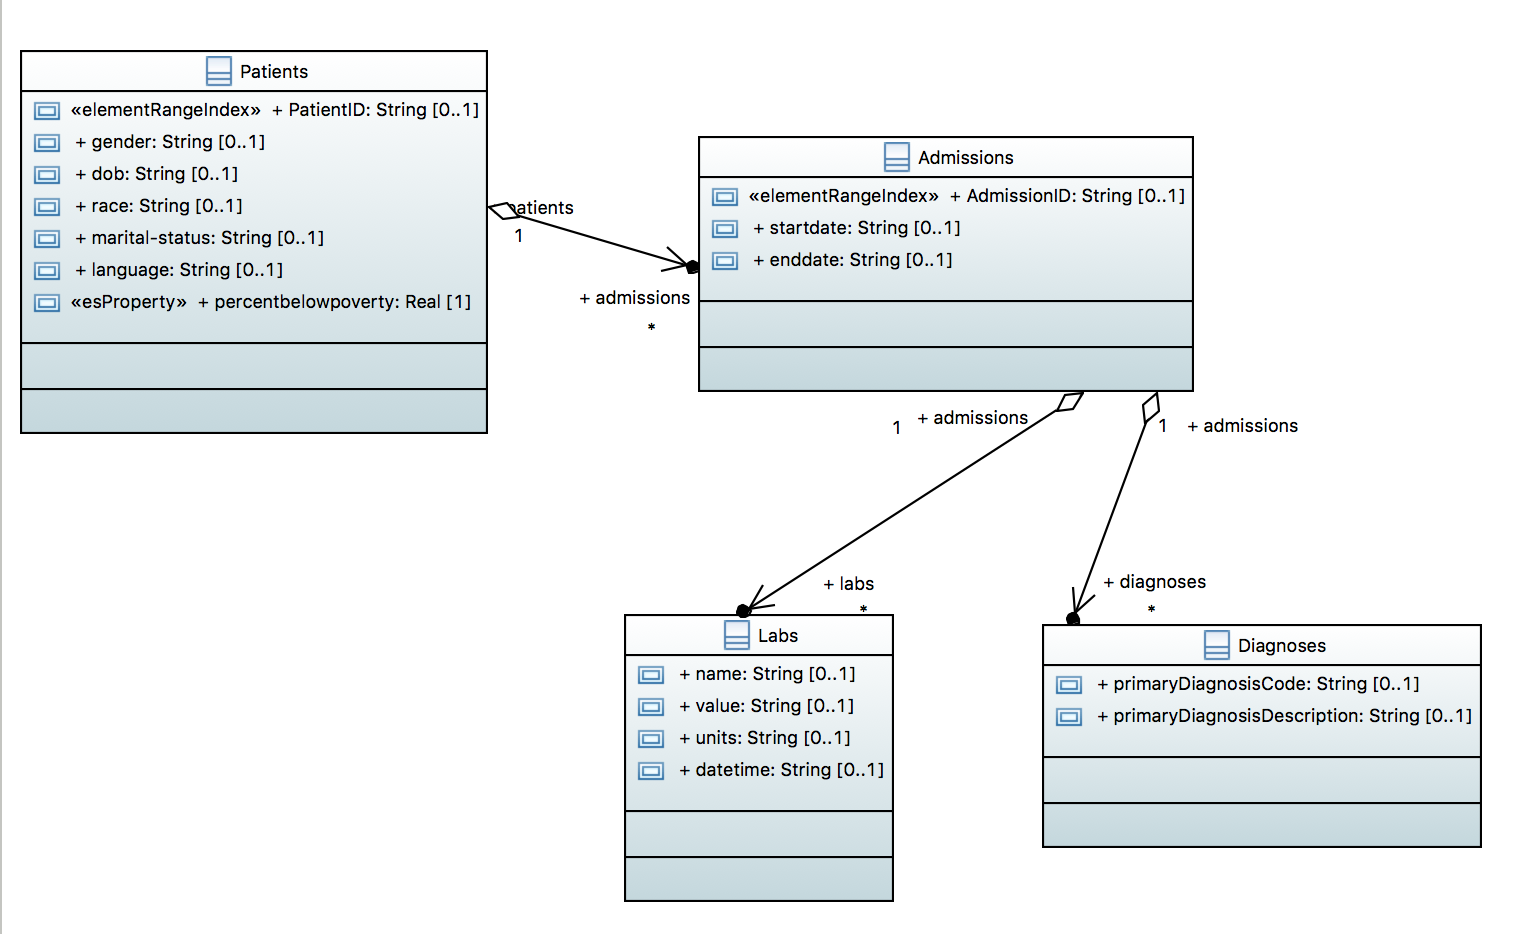 Patients
«elementRangeIndex» + PatientID: String [0..1]
+ gender: String [0..1]
+ dob: String [0..1]
+ race: String [0..1]
+ marital-status: String [0..1]
+ language: String [0..1]
«esProperty» + percentbelowpoverty: Real [1]
patients
1
+ admissions
*
Admissions
«elementRangeIndex» + AdmissionID: String [0..1]
+ startdate: String [0..1]
+ enddate: String [0..1]
1 + admissions
1 + admissions
+ labs
*
+ diagnoses
*
Labs
+ name: String [0..1]
+ value: String [0..1]
+ units: String [0..1]
+ datetime: String [0..1]
Diagnoses
+ primaryDiagnosisCode: String [0..1]
+ primaryDiagnosisDescription: String [0..1]